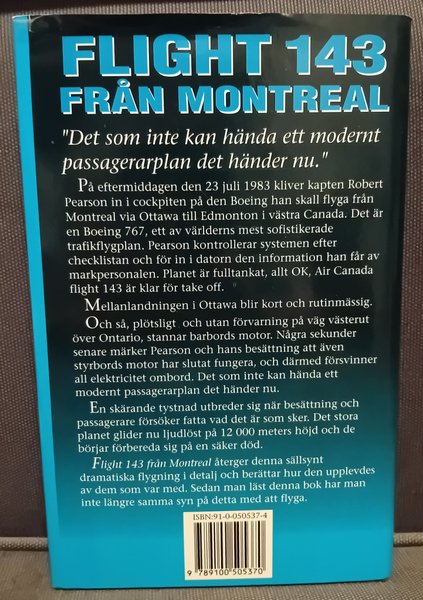 FLIGHT 143
FRÅN MONTREAL
"Det som inte kan hända ett modernt
passagerarplan det händer nu."
På eftermiddagen den 23 juli 1983 kliver kapten Robert
Pearson in i cockpiten på den Boeing han skall flyga från
Montreal via Ottawa till Edmonton i västra Canada. Det är
en Boeing 767, ett av världens mest sofistikerade
trafikflygplan. Pearson kontrollerar systemen efter
checklistan och för in i datorn den information han får av
markpersonalen. Planet är fulltankat, allt OK, Air Canada
flight 143 är klar för take off.
Mellanlandningen i Ottawa blir kort och rutinmässig.
Och så, plötsligt och utan förvarning på väg västerut
över Ontario, stannar barbords motor. Några sekunder
senare märker Pearson och hans besättning att även
styrbords motor har slutat fungera, och därmed försvinner
all elektricitet ombord. Det som inte kan hända ett
modernt passagerarplan det händer nu.
En skärande tystnad utbreder sig när besättning och
passagerare försöker fatta vad det är som sker. Det stora
planet glider nu ljudlöst på 12 000 meters höjd och de
börjar förbereda sig på en säker död.
Flight 143 från Montreal återger denna sällsynt
dramatiska flygning i detalj och berättar hur den upplevdes
av dem som var med. Sedan man läst denna bok har man
inte längre samma syn på detta med att flyga.
ISBN:91-0-050537-4
9 789100 505370